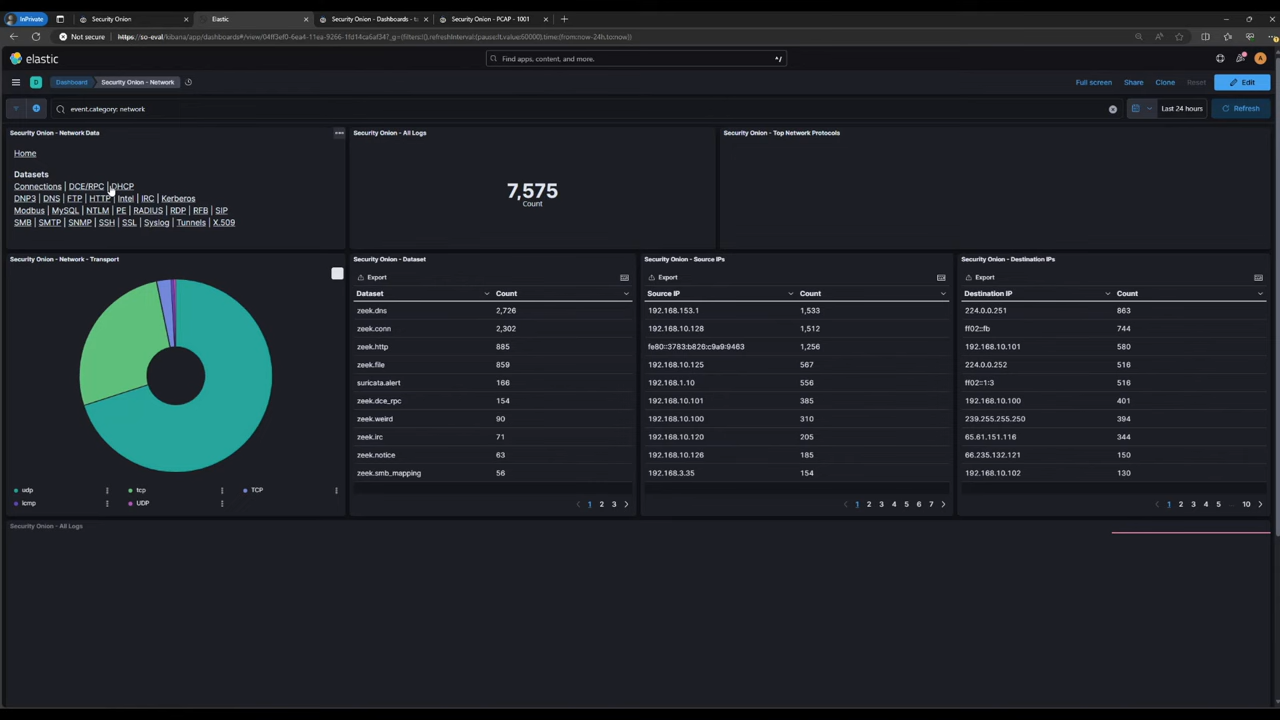 InPrivate
Security Onion
Elastic
Security Onion - Dashboards - t
Security Onion - PCAP - 1001
Not secure
https://so-eval/kibana/app/dashboards#/view/04ff3ef0-6ea4-11ea-9266-1fd14ca6af34?_g=(filters:!(),refreshInterval:(pause:!t,value:60000),time:(from:now-24h,to:now))
elastic
Find apps, content, and more.
D
Dashboard
Security Onion - Network
Full screen
Share
Clone
Reset
Edit
event.category: network
Last 24 hours
Refresh
Security Onion - Network Data
Home
Datasets
Connections | DCE/RPC | DHCP
DNP3 | DNS | FTP | HTTP | Intel | IRC | Kerberos
Modbus | MySQL | NTLM | PE | RADIUS | RDP | RFB | SIP
SMB | SMTP | SNMP | SSH | SSL | Syslog | Tunnels | X.509
Security Onion - All Logs
7,575
Count
Security Onion - Top Network Protocols
Security Onion - Network - Transport
udp
tcp
TCP
icmp
UDP
Security Onion - Dataset
Export
Dataset Count
zeek.dns 2,726
zeek.conn 2,302
zeek.http 885
zeek.file 859
suricata.alert 166
zeek.dce_rpc 154
zeek.weird 90
zeek.irc 71
zeek.notice 63
zeek.smb_mapping 56
1 2 3
Security Onion - Source IPs
Export
Source IP Count
192.168.153.1 1,533
192.168.10.128 1,512
fe80::3783:b826:c9a9:9463 1,256
192.168.10.125 567
192.168.1.10 556
192.168.10.101 385
192.168.10.100 310
192.168.10.120 205
192.168.10.126 185
192.168.3.35 154
1 2 3 4 5 6 7
Security Onion - Destination IPs
Export
Destination IP Count
224.0.0.251 863
ff02::fb 744
192.168.10.101 580
224.0.0.252 516
ff02::1:3 516
192.168.10.100 401
239.255.255.250 394
65.61.151.116 344
66.235.132.121 150
192.168.10.102 130
1 2 3 4 5 … 10
Security Onion - All Logs